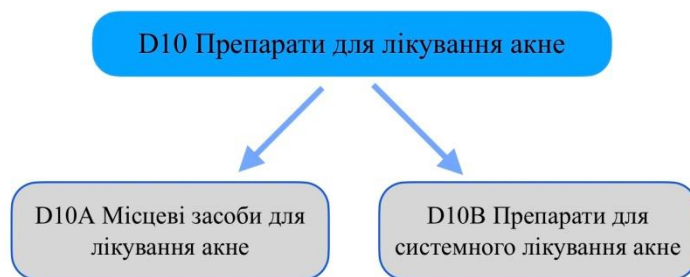 D10 Препарати для лікування акне
D10A Місцеві засоби для
лікування акне
D10B Препарати для
системного лікування акне